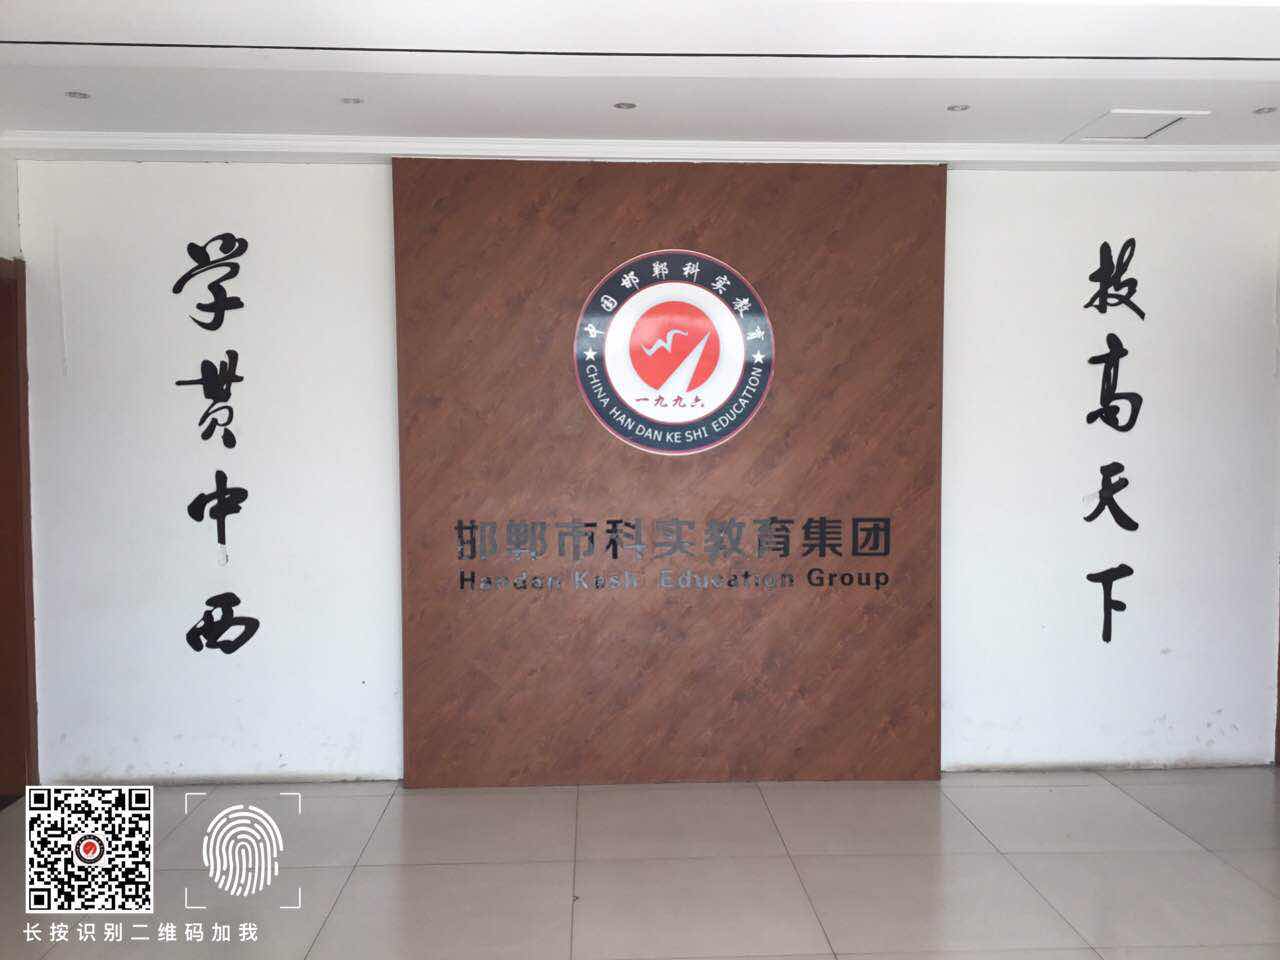 学贯中西
中国邯郸科实教育
一九九六
★CHINA HAN DAN KE SHI EDUCATION★
邯郸市科实教育集团
Handan Kesh Education Group
技高天下
长按识别二维码加我